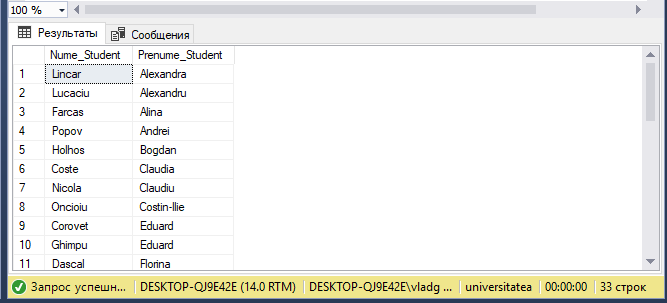 100 %
Результаты Сообщения
Nume_Student Prenume_Student
1 Lincar Alexandra
2 Lucaciu Alexandru
3 Farcas Alina
4 Popov Andrei
5 Holhos Bogdan
6 Coste Claudia
7 Nicola Claudiu
8 Oncioiu Costin-Ilie
9 Corovet Eduard
10 Ghimpu Eduard
11 Dascal Florina
Запрос успешн... DESKTOP-QJ9E42E (14.0 RTM) DESKTOP-QJ9E42E\vladg ... universitatea 00:00:00 33 строк